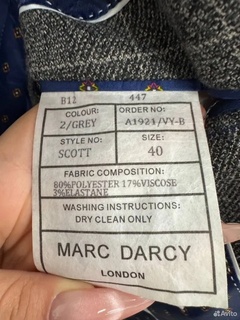 B12 447
COLOUR: ORDER NO:
2/GREY A1921/VY-B
STYLE NO: SIZE:
SCOTT 40
FABRIC COMPOSITION:
80%POLYESTER 17%VISCOSE
3%ELASTANE
WASHING INSTRUCTIONS:
DRY CLEAN ONLY
MARC DARCY
LONDON
Avito